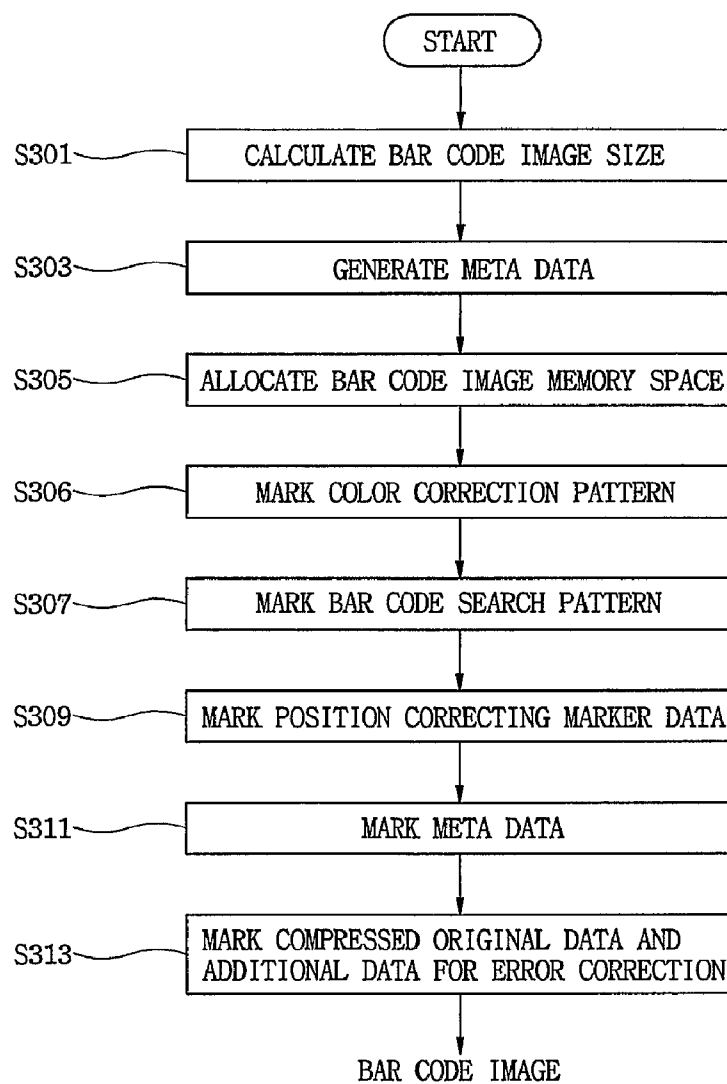 START
S301
CALCULATE BAR CODE IMAGE SIZE
S303
GENERATE META DATA
S305
ALLOCATE BAR CODE IMAGE MEMORY SPACE
S306
MARK COLOR CORRECTION PATTERN
S307
MARK BAR CODE SEARCH PATTERN
S309
MARK POSITION CORRECTING MARKER DATA
S311
MARK META DATA
S313
MARK COMPRESSED ORIGINAL DATA AND
ADDITIONAL DATA FOR ERROR CORRECTION
BAR CODE IMAGE